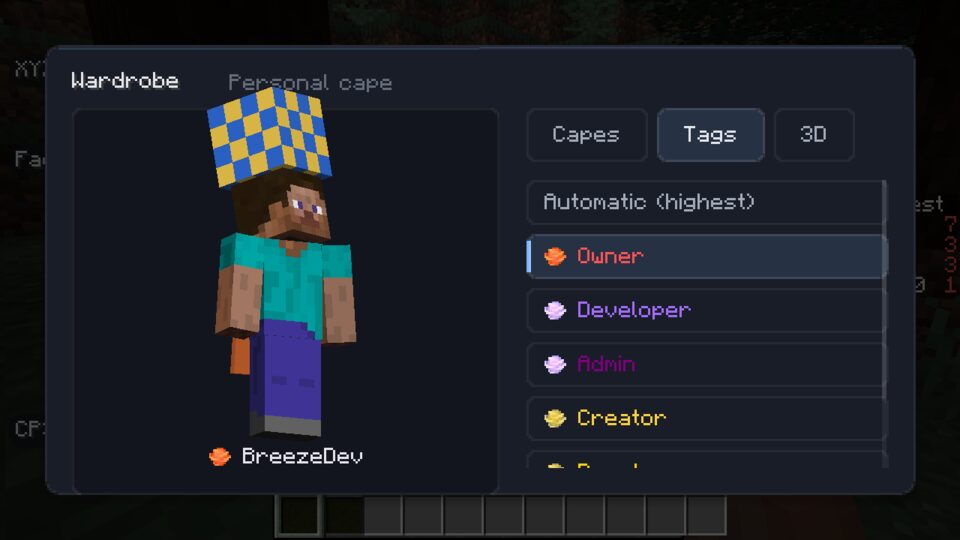 Wardrobe
Personal cape
Capes
Tags
3D
Automatic (highest)
Owner
Developer
Admin
Creator
BreezeDev